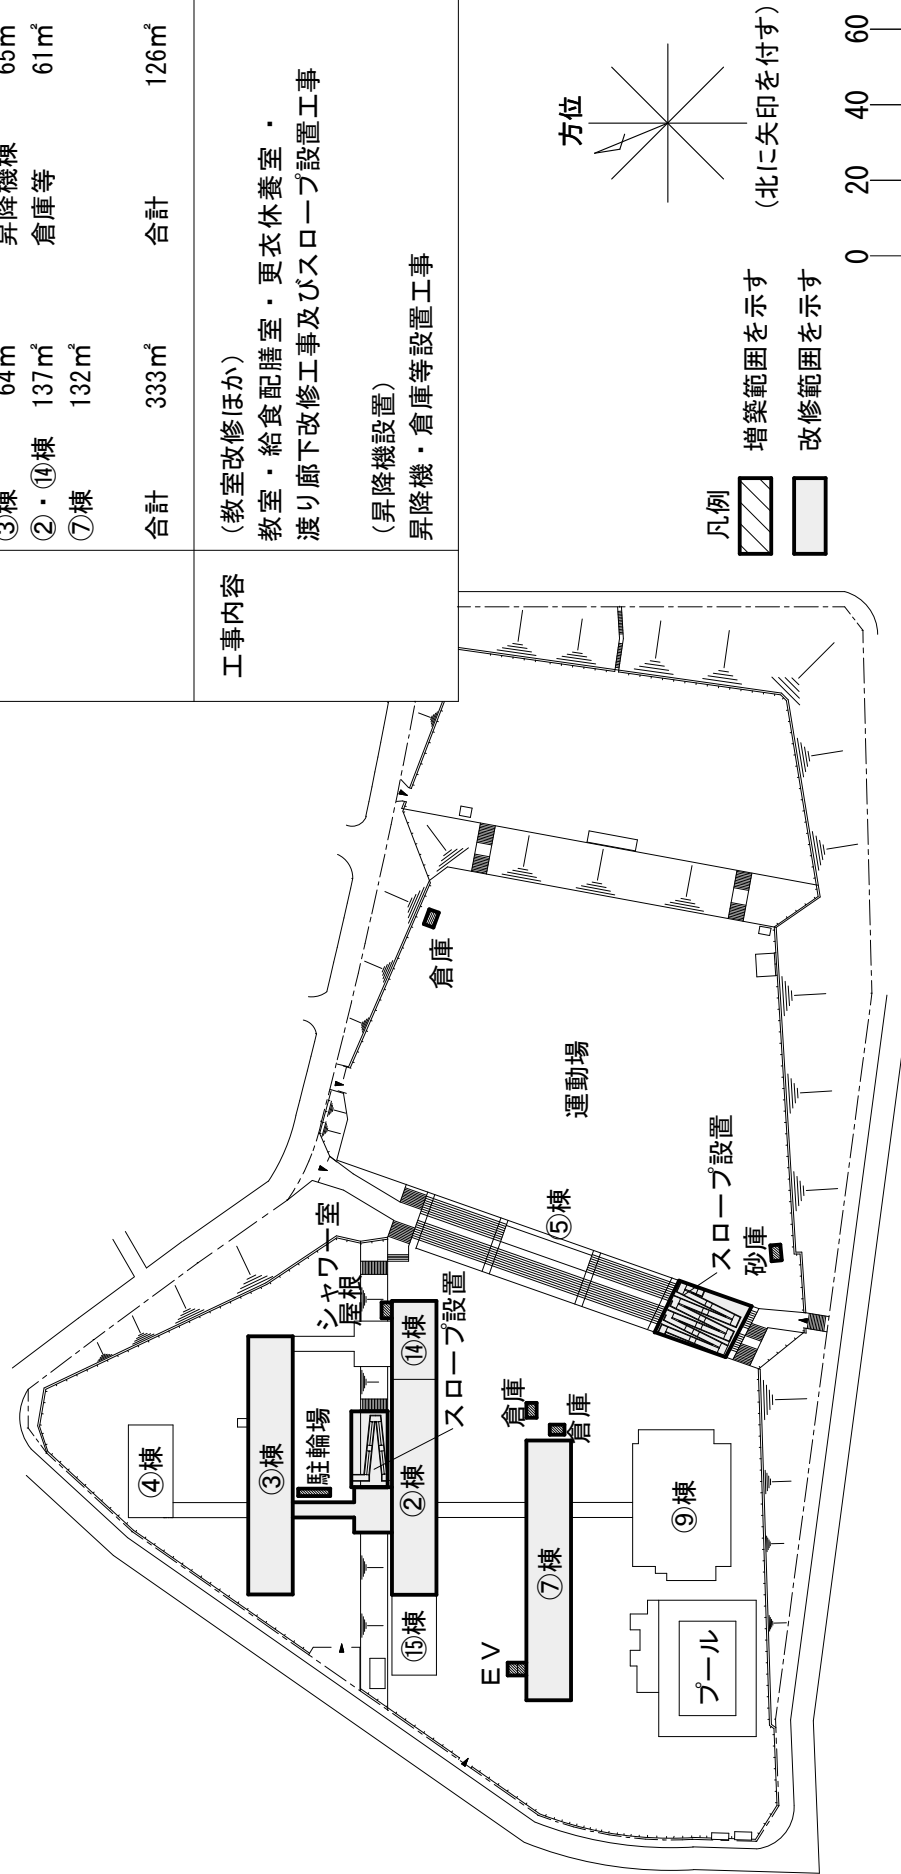 ③棟 64㎡ 昇降機棟 65㎡
②・⑭棟 137㎡ 倉庫等 61㎡
⑦棟 132㎡
合計 333㎡ 合計 126㎡
工事内容
(教室改修ほか)
教室・給食配膳室・更衣休養室・
渡り廊下改修工事及びスロープ設置工事
(昇降機設置)
昇降機・倉庫等設置工事
方位
(北に矢印を付す)
凡例
増築範囲を示す
改修範囲を示す
0 20 40 60
④棟
③棟
駐輪場
シャワー室
屋根
⑮棟
②棟
⑭棟
スロープ設置
EV
⑦棟
倉庫
倉庫
プール
⑨棟
⑤棟
スロープ設置
砂庫
運動場
倉庫